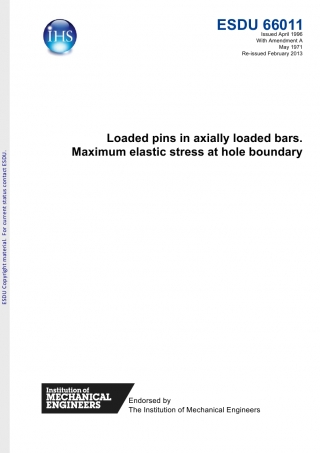 ESDU 66011
Issued April 1966
With Amendment A
May 1971
Re-issued February 2013
IHS
ESDU Copyright material. For current status contact ESDU.
Loaded pins in axially loaded bars.
Maximum elastic stress at hole boundary
Institution of
MECHANICAL
ENGINEERS
Endorsed by
The Institution of Mechanical Engineers